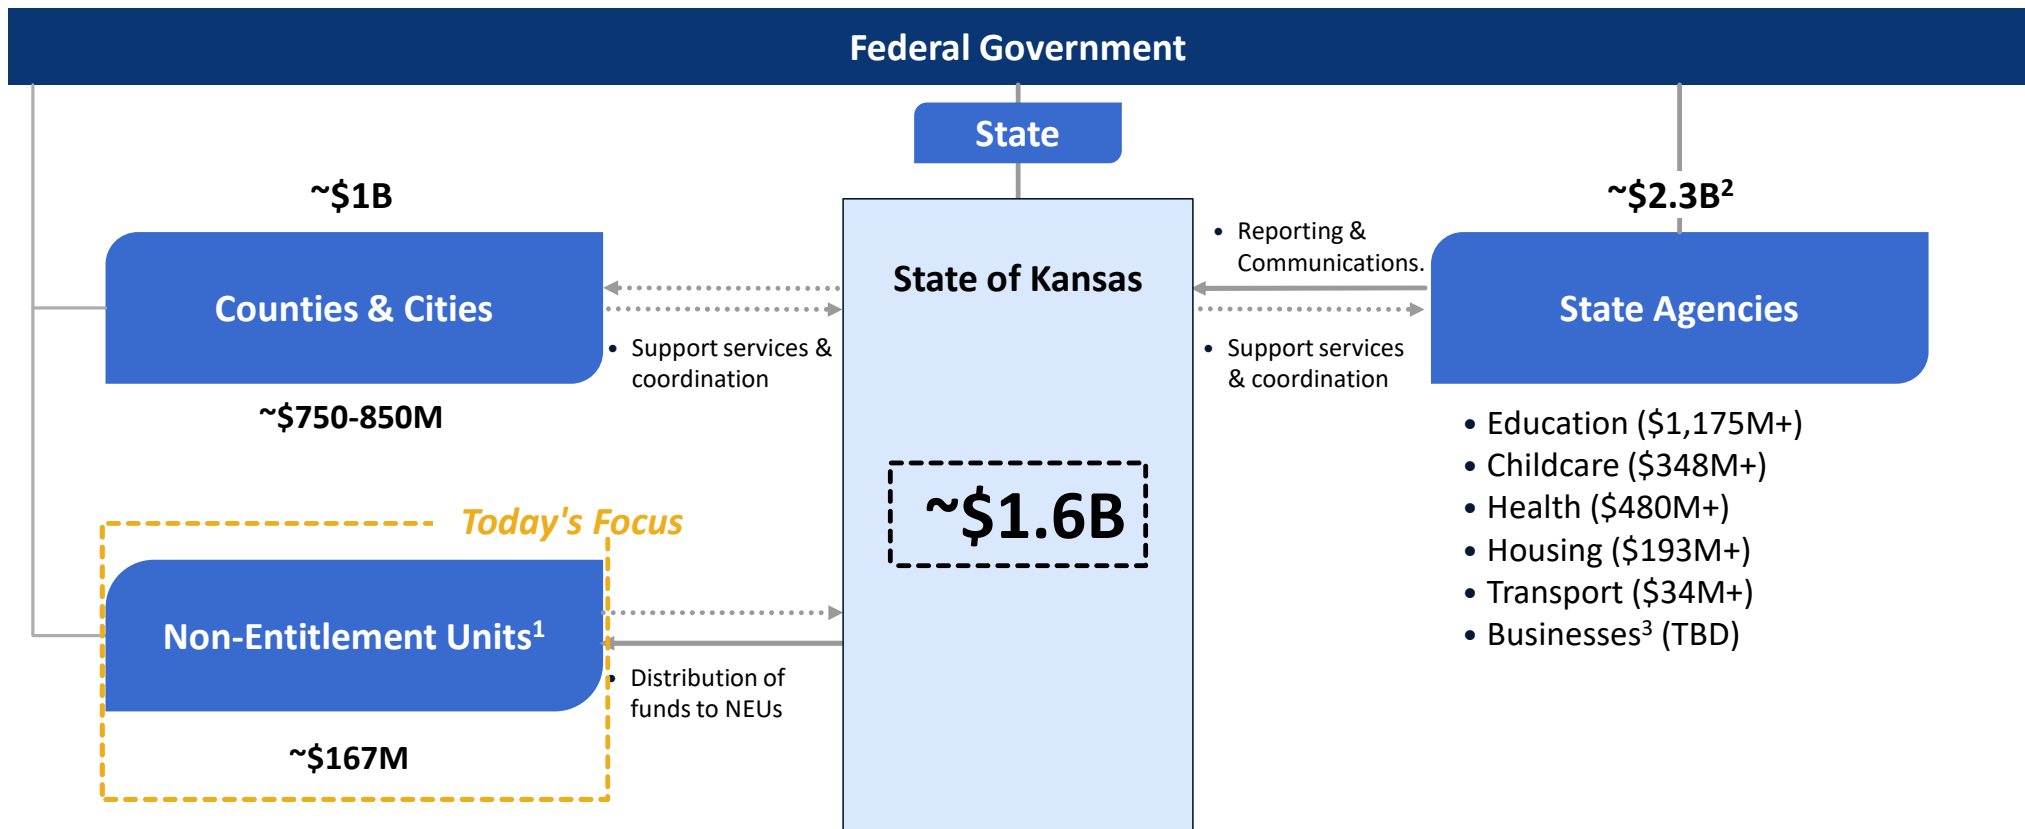 Federal Government
State
~$1B
Counties & Cities
~$750-850M
• Support services &
coordination
State of Kansas
~$1.6B
• Reporting &
Communications.
• Support services
& coordination
~$2.3B²
State Agencies
• Education ($1,175M+)
• Childcare ($348M+)
• Health ($480M+)
• Housing ($193M+)
• Transport ($34M+)
• Businesses³ (TBD)
Today's Focus
Non-Entitlement Units¹
~$167M
• Distribution of
funds to NEUs